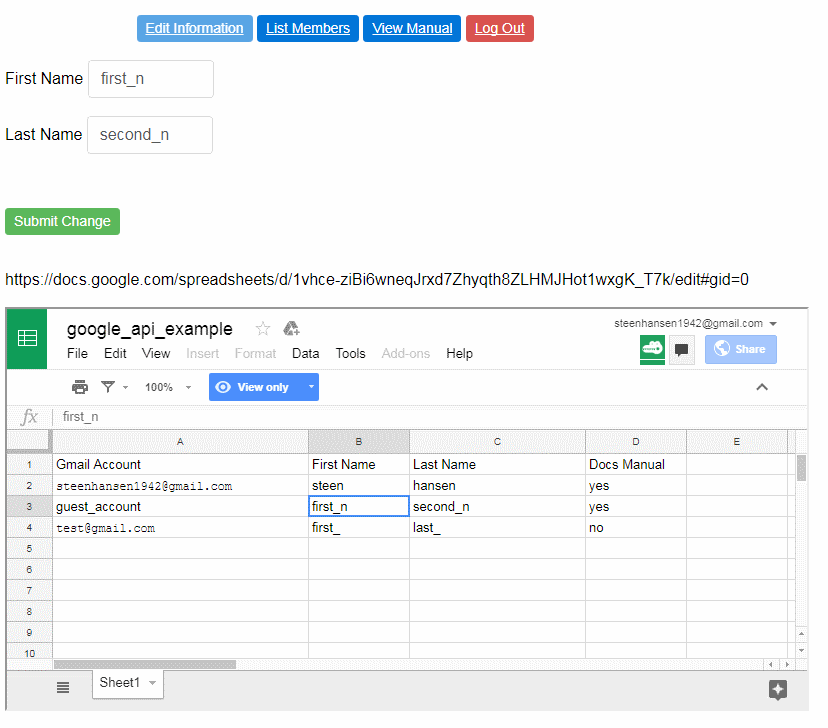 Edit Information List Members View Manual Log Out
First Name first_n
Last Name second_n
Submit Change
https://docs.google.com/spreadsheets/d/1vhce-ziBi6wneqJrxd7Zhyqth8ZLHMJHot1wxgK_T7k/edit#gid=0
google_api_example steenhansen1942@gmail.com
File Edit View Insert Format Data Tools Add-ons Help Share
100% View only
fx first_n
A B C D E
1 Gmail Account First Name Last Name Docs Manual
2 steenhansen1942@gmail.com steen hansen yes
3 guest_account first_n second_n yes
4 test@gmail.com first_ last_ no
5
6
7
8
9
10
Sheet1